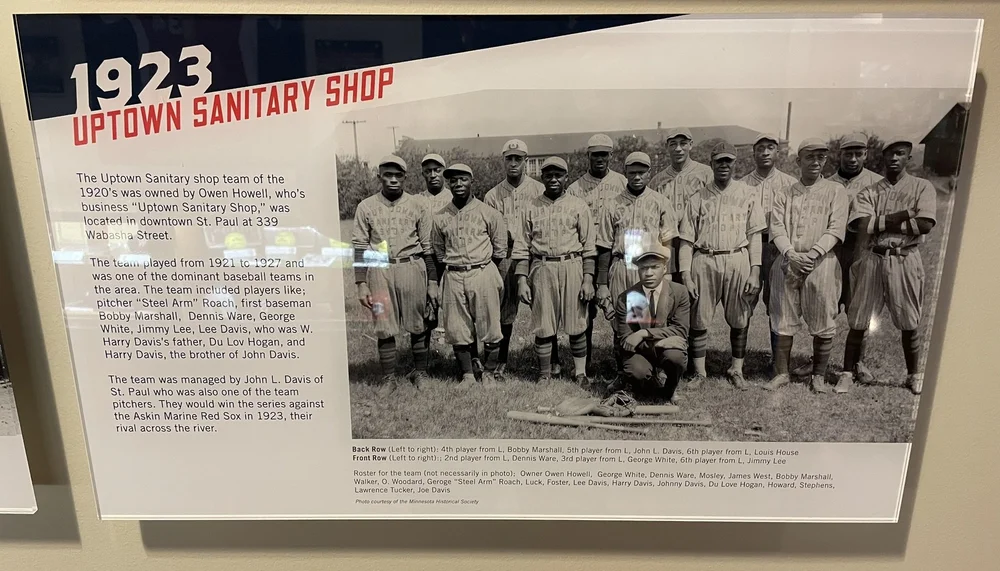 1923
UPTOWN SANITARY SHOP
The Uptown Sanitary shop team of the
1920's was owned by Owen Howell, who's
business "Uptown Sanitary Shop," was
located in downtown St. Paul at 339
Wabasha Street.
The team played from 1921 to 1927 and
was one of the dominant baseball teams in
the area. The team included players like;
pitcher "Steel Arm" Roach, first baseman
Bobby Marshall, Dennis Ware, George
White, Jimmy Lee, Lee Davis, who was W.
Harry Davis's father, Du Lov Hogan, and
Harry Davis, the brother of John Davis.
The team was managed by John L. Davis of
St. Paul who was also one of the team
pitchers. They would win the series against
the Askin Marine Red Sox in 1923, their
rival across the river.
Back Row (Left to right): 4th player from L, Bobby Marshall, 5th player from L, John L. Davis, 6th player from L, Louis House
Front Row (Left to right):; 2nd player from L, Dennis Ware, 3rd player from L, George White, 6th player from L, Jimmy Lee
Roster for the team (not necessarily in photo); Owner Owen Howell, George White, Dennis Ware, Mosley, James West, Bobby Marshall,
Walker, O. Woodard, Geroge "Steel Arm" Roach, Luck, Foster, Lee Davis, Harry Davis, Johnny Davis, Du Love Hogan, Howard, Stephens,
Lawrence Tucker, Joe Davis
Photo courtesy of the Minnesota Historical Society